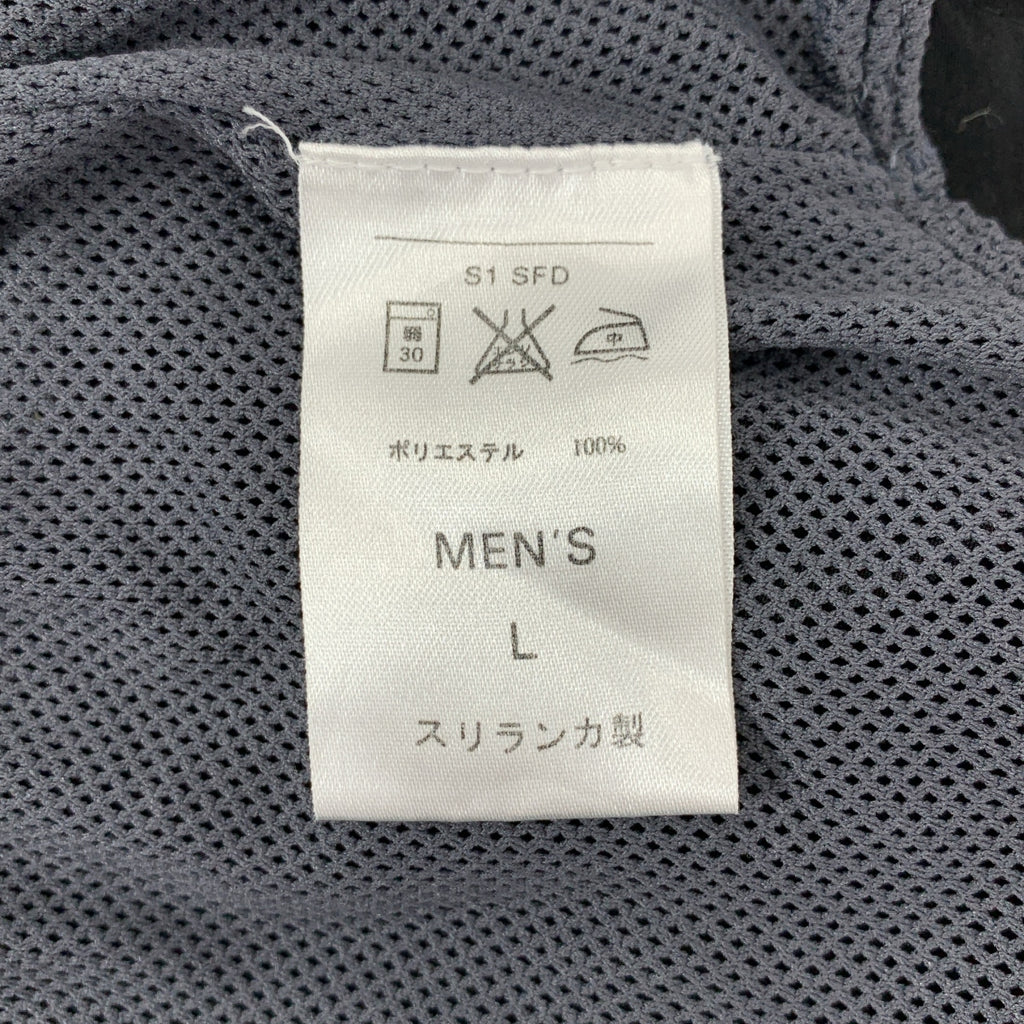 S1 SFD
弱
30
中
ポリエステル 100%
MEN'S
L
スリランカ製